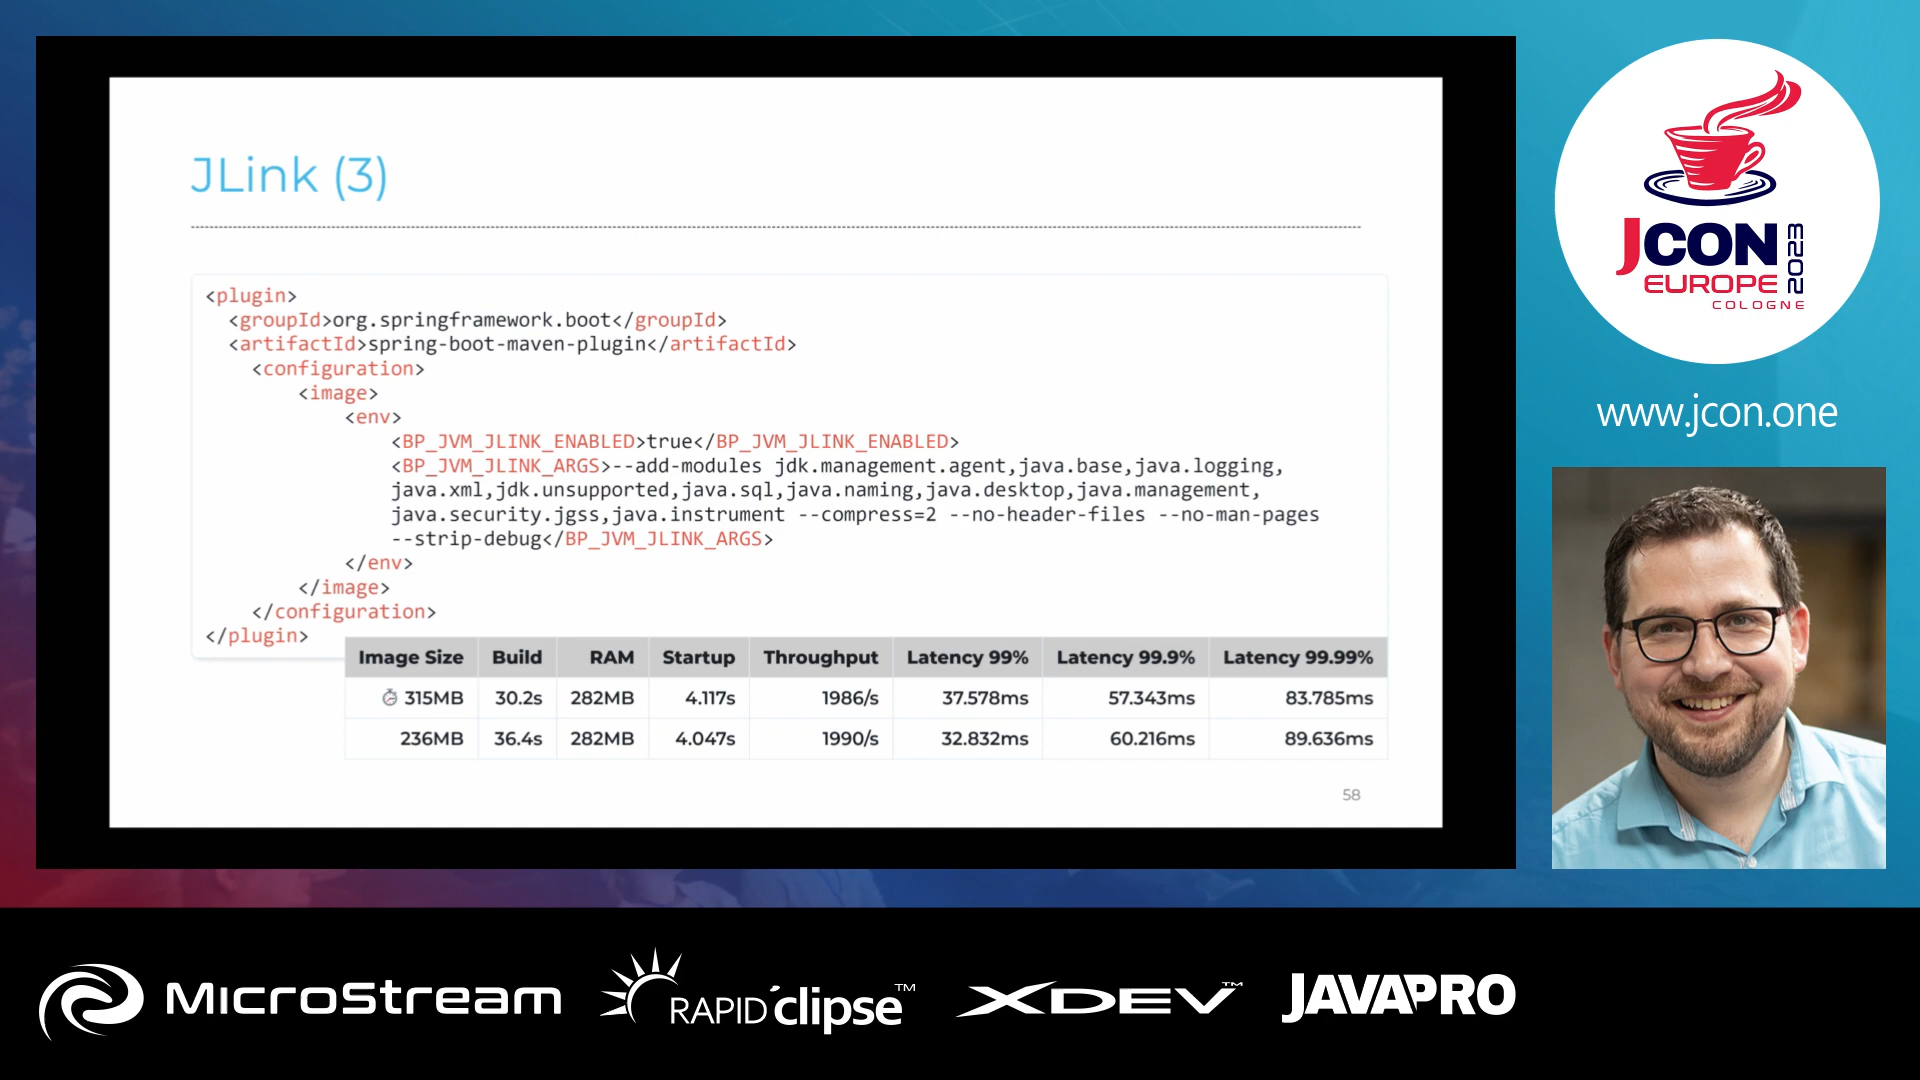 JLink (3)
<plugin>
<groupId>org.springframework.boot</groupId>
<artifactId>spring-boot-maven-plugin</artifactId>
<configuration>
<image>
<env>
<BP_JVM_JLINK_ENABLED>true</BP_JVM_JLINK_ENABLED>
<BP_JVM_JLINK_ARGS>--add-modules jdk.management.agent,java.base,java.logging,
java.xml,jdk.unsupported,java.sql,java.naming,java.desktop,java.management,
java.security.jgss,java.instrument --compress=2 --no-header-files --no-man-pages
--strip-debug</BP_JVM_JLINK_ARGS>
</env>
</image>
</configuration>
</plugin>
Image Size Build RAM Startup Throughput Latency 99% Latency 99.9% Latency 99.99%
315MB 30.2s 282MB 4.117s 1986/s 37.578ms 57.343ms 83.785ms
236MB 36.4s 282MB 4.047s 1990/s 32.832ms 60.216ms 89.636ms
58
JCON
EUROPE 2023
COLOGNE
www.jcon.one
MicroStream
RAPID'clipse™
XDEV™
JAVAPRO